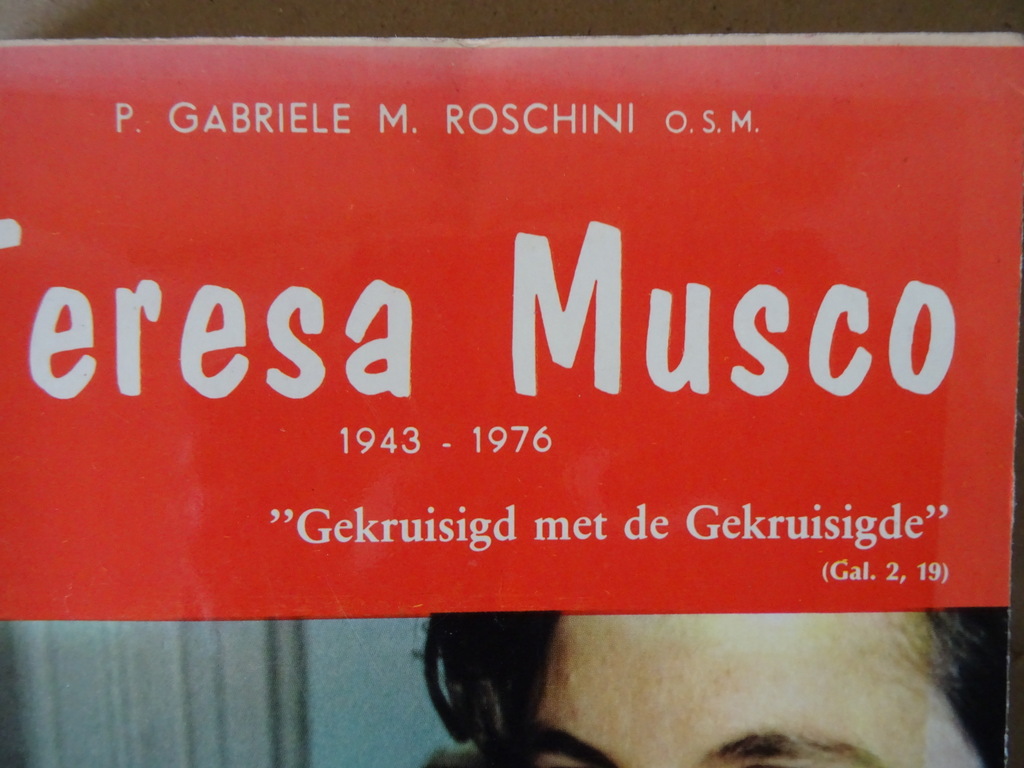 P. GABRIELE M. ROSCHINI O.S.M.
Teresa Musco
1943 - 1976
”Gekruisigd met de Gekruisigde”
(Gal. 2, 19)